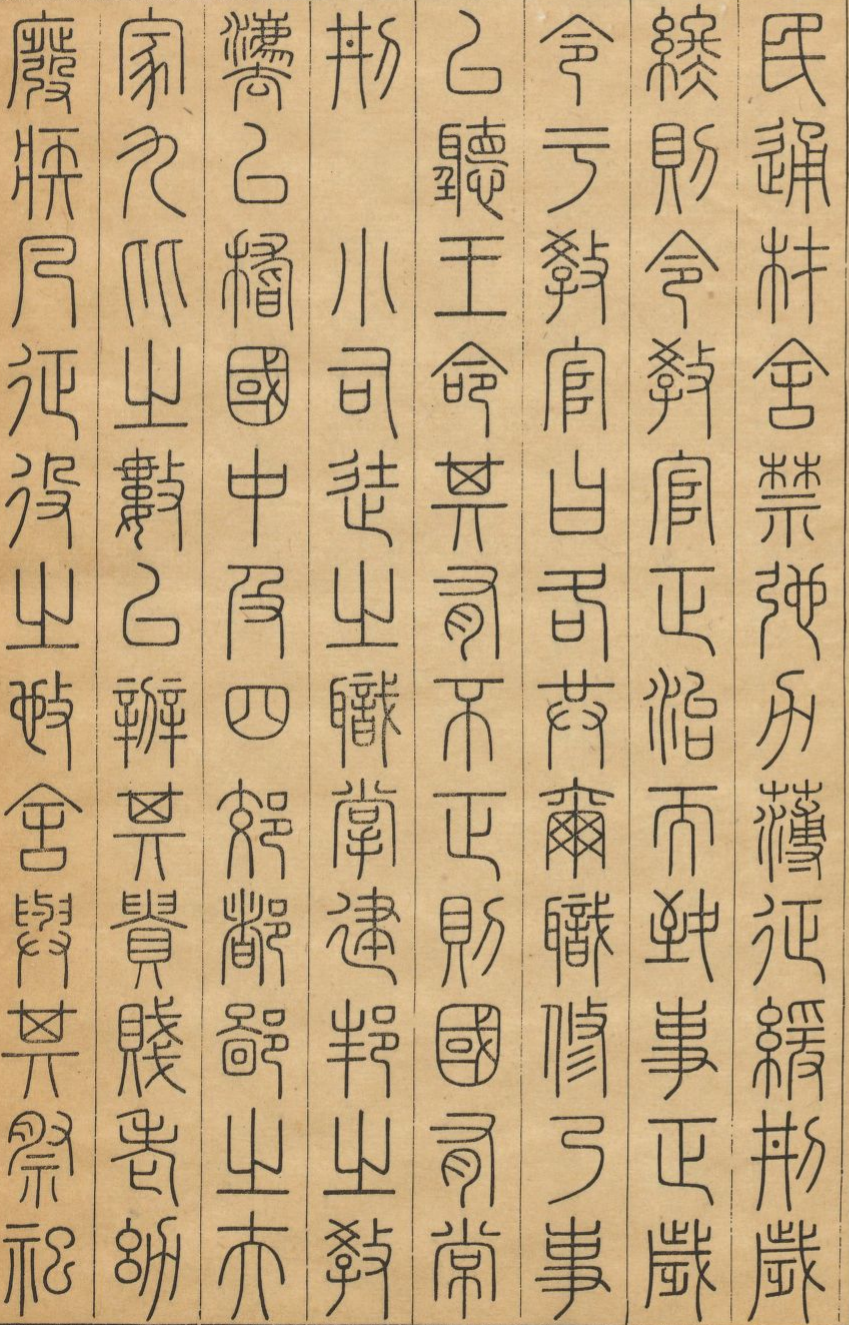 民通材舍禁弛力薄征緩刑歲
終則令教官正治而致事正歲
令于教官曰各共爾職修乃事
以聽王命其有不正則國有常
刑　小司徒之職掌建邦之教
灋以稽國中及四郊都鄙之夫
家九比之數以辨其貴賤老幼
廢疾凡征役之𢻱舍與其祭祀